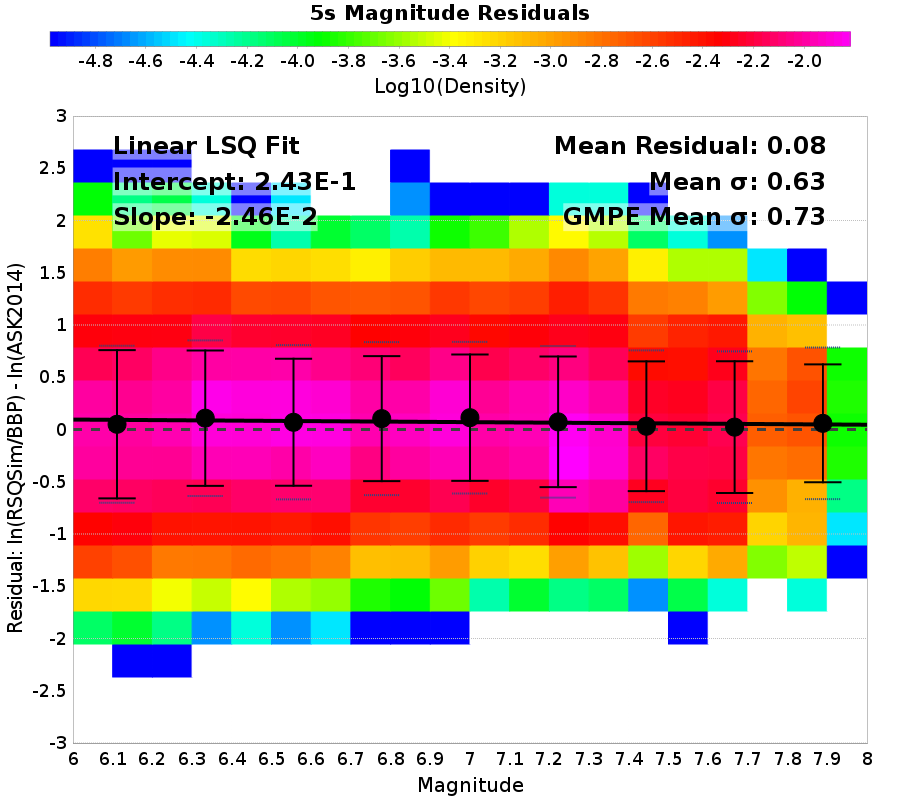 5s Magnitude Residuals
-4.8 -4.6 -4.4 -4.2 -4.0 -3.8 -3.6 -3.4 -3.2 -3.0 -2.8 -2.6 -2.4 -2.2 -2.0
Log10(Density)
Linear LSQ Fit
Intercept: 2.43E-1
Slope: -2.46E-2
Mean Residual: 0.08
Mean σ: 0.63
GMPE Mean σ: 0.73
Residual: ln(RSQSim/BBP) - ln(ASK2014)
3
2.5
2
1.5
1
0.5
0
-0.5
-1
-1.5
-2
-2.5
-3
6 6.1 6.2 6.3 6.4 6.5 6.6 6.7 6.8 6.9 7 7.1 7.2 7.3 7.4 7.5 7.6 7.7 7.8 7.9 8
Magnitude